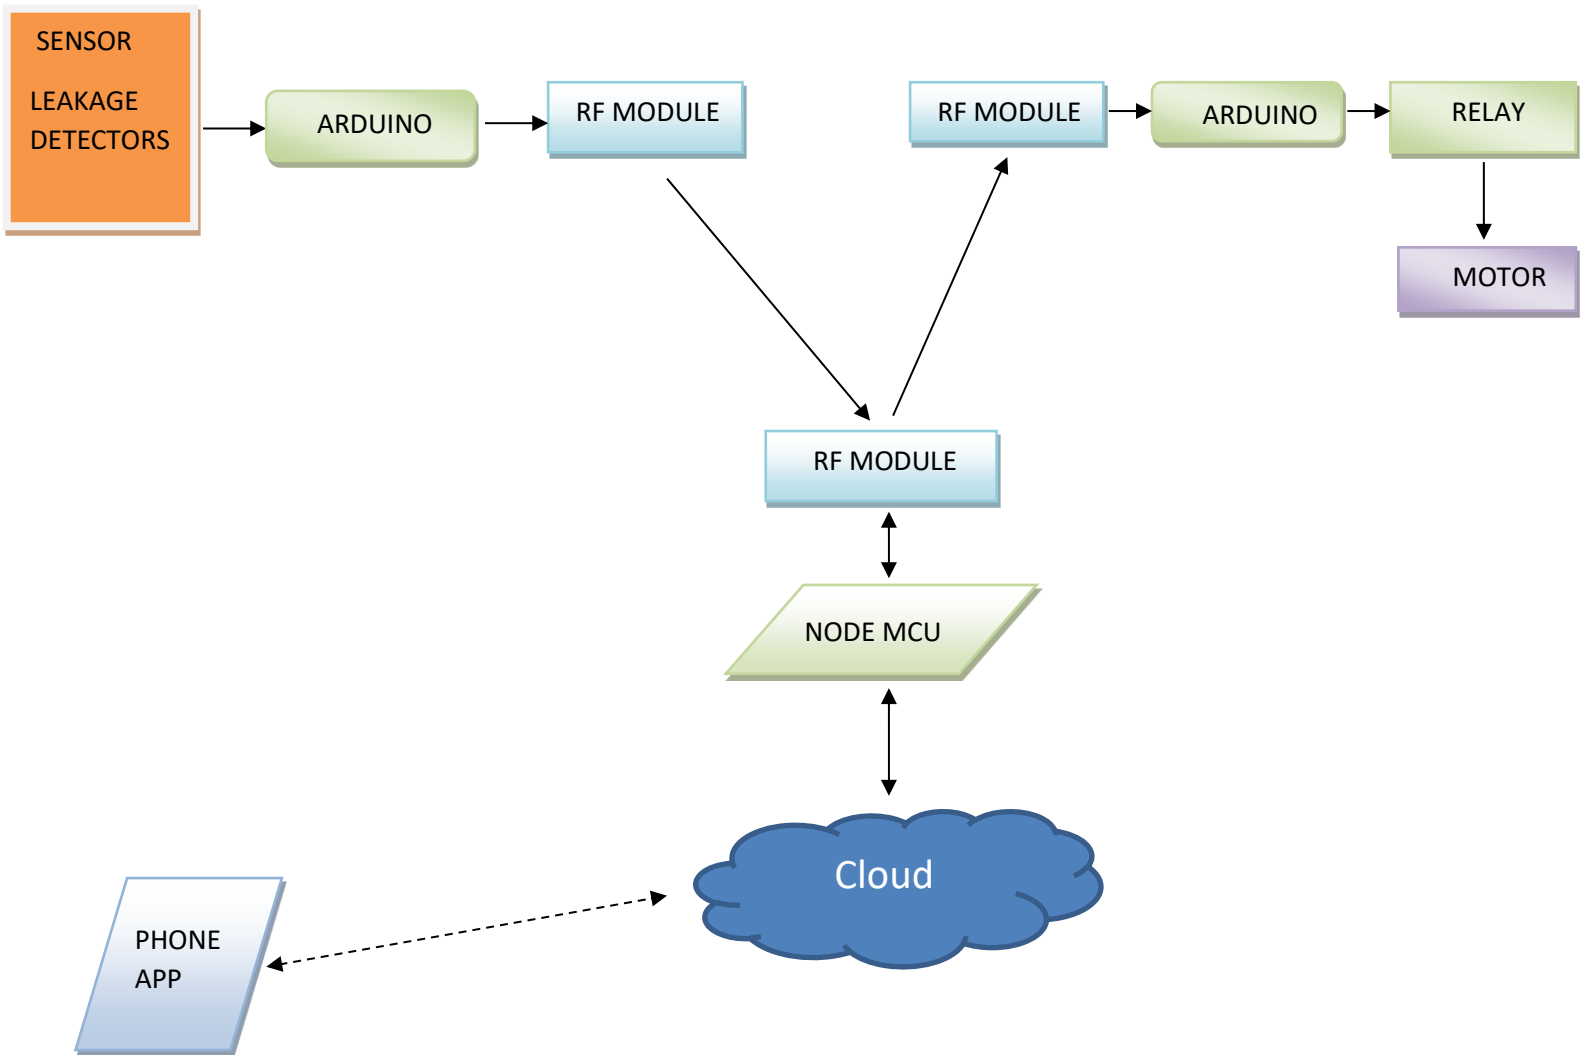 SENSOR
LEAKAGE
DETECTORS
ARDUINO
RF MODULE
RF MODULE
ARDUINO
RELAY
MOTOR
RF MODULE
NODE MCU
Cloud
PHONE
APP